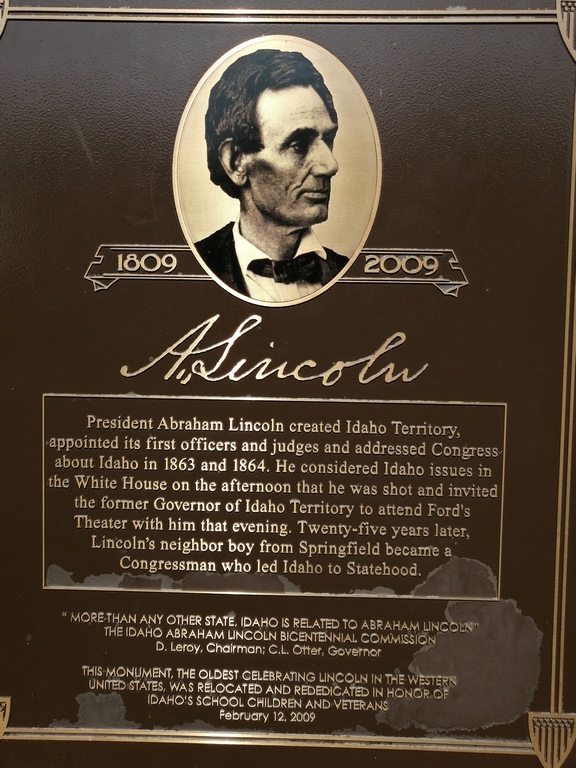 1809 2009
A. Lincoln
President Abraham Lincoln created Idaho Territory,
appointed its first officers and judges and addressed Congress
about Idaho in 1863 and 1864. He considered Idaho issues in
the White House on the afternoon that he was shot and invited
the former Governor of Idaho Territory to attend Ford's
Theater with him that evening. Twenty-five years later,
Lincoln's neighbor boy from Springfield became a
Congressman who led Idaho to Statehood.
" MORE THAN ANY OTHER STATE, IDAHO IS RELATED TO ABRAHAM LINCOLN"
THE IDAHO ABRAHAM LINCOLN BICENTENNIAL COMMISSION
D. Leroy, Chairman; C.L. Otter, Governor
THIS MONUMENT, THE OLDEST CELEBRATING LINCOLN IN THE WESTERN
UNITED STATES, WAS RELOCATED AND REDEDICATED IN HONOR OF
IDAHO'S SCHOOL CHILDREN AND VETERANS
February 12, 2009